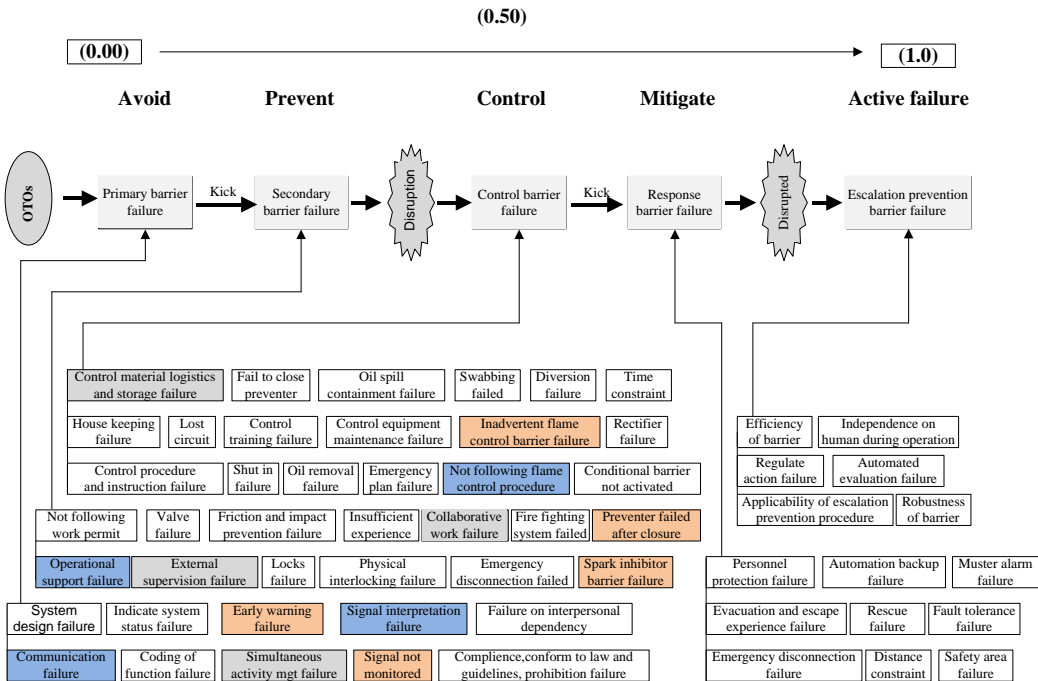 (0.50)
(0.00)
(1.0)
Avoid
Prevent
Control
Mitigate
Active failure
OTOs
Primary barrier
failure
Kick
Secondary
barrier failure
Disruption
Control barrier
failure
Kick
Response
barrier failure
Disrupted
Escalation prevention
barrier failure
Control material logistics
and storage failure
Fail to close
preventer
Oil spill
containment failure
Swabbing
failed
Diversion
failure
Time
constraint
House keeping
failure
Lost
circuit
Control
training failure
Control equipment
maintenance failure
Inadvertent flame
control barrier failure
Rectifier
failure
Control procedure
and instruction failure
Shut in
failure
Oil removal
failure
Emergency
plan failure
Not following flame
control procedure
Conditional barrier
not activated
Efficiency
of barrier
Independence on
human during operation
Regulate
action failure
Automated
evaluation failure
Applicability of escalation
prevention procedure
Robustness
of barrier
Not following
work permit
Valve
failure
Friction and impact
prevention failure
Insufficient
experience
Collaborative
work failure
Fire fighting
system failed
Preventer failed
after closure
Operational
support failure
External
supervision failure
Locks
failure
Physical
interlocking failure
Emergency
disconnection failed
Spark inhibitor
barrier failure
System
design failure
Indicate system
status failure
Early warning
failure
Signal interpretation
failure
Failure on interpersonal
dependency
Communication
failure
Coding of
function failure
Simultaneous
activity mgt failure
Signal not
monitored
Complience,conform to law and
guidelines, prohibition failure
Personnel
protection failure
Automation backup
failure
Muster alarm
failure
Evacuation and escape
experience failure
Rescue
failure
Fault tolerance
failure
Emergency disconnection
failure
Distance
constraint
Safety area
failure